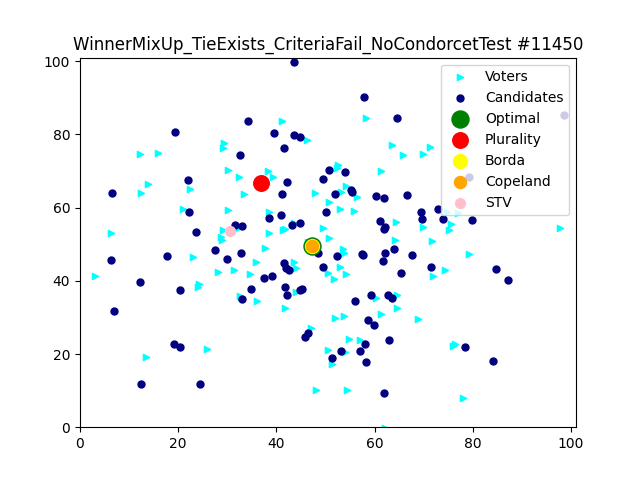 WinnerMixUp_TieExists_CriteriaFail_NoCondorcetTest #11450
Voters
Candidates
Optimal
Plurality
Borda
Copeland
STV
100
80
60
40
20
0
0 20 40 60 80 100